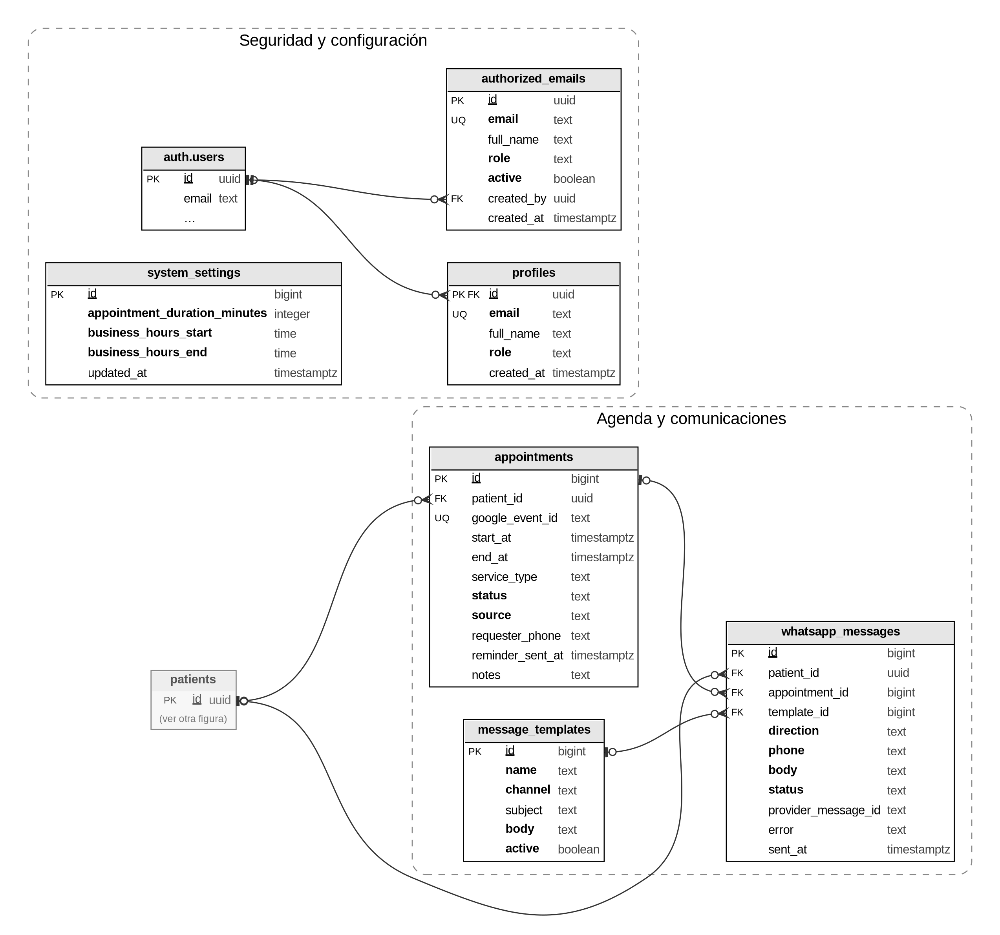 Seguridad y configuración
authorized_emails
PK id uuid
UQ email text
full_name text
role text
active boolean
FK created_by uuid
created_at timestamptz
auth.users
PK id uuid
email text
…
system_settings
PK id bigint
appointment_duration_minutes integer
business_hours_start time
business_hours_end time
updated_at timestamptz
profiles
PK FK id uuid
UQ email text
full_name text
role text
created_at timestamptz
Agenda y comunicaciones
appointments
PK id bigint
FK patient_id uuid
UQ google_event_id text
start_at timestamptz
end_at timestamptz
service_type text
status text
source text
requester_phone text
reminder_sent_at timestamptz
notes text
patients
PK id uuid
(ver otra figura)
message_templates
PK id bigint
name text
channel text
subject text
body text
active boolean
whatsapp_messages
PK id bigint
FK patient_id uuid
FK appointment_id bigint
FK template_id bigint
direction text
phone text
body text
status text
provider_message_id text
error text
sent_at timestamptz